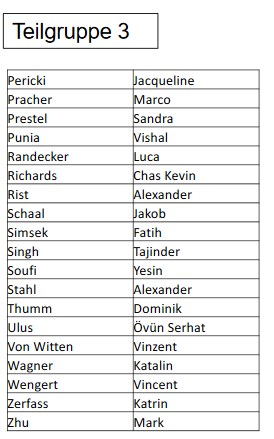 Teilgruppe 3
Pericki Jacqueline
Pracher Marco
Prestel Sandra
Punia Vishal
Randecker Luca
Richards Chas Kevin
Rist Alexander
Schaal Jakob
Simsek Fatih
Singh Tajinder
Soufi Yesin
Stahl Alexander
Thumm Dominik
Ulus Övün Serhat
Von Witten Vinzent
Wagner Katalin
Wengert Vincent
Zerfass Katrin
Zhu Mark